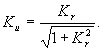 K_u = K_r / √(1 + K_r^2).